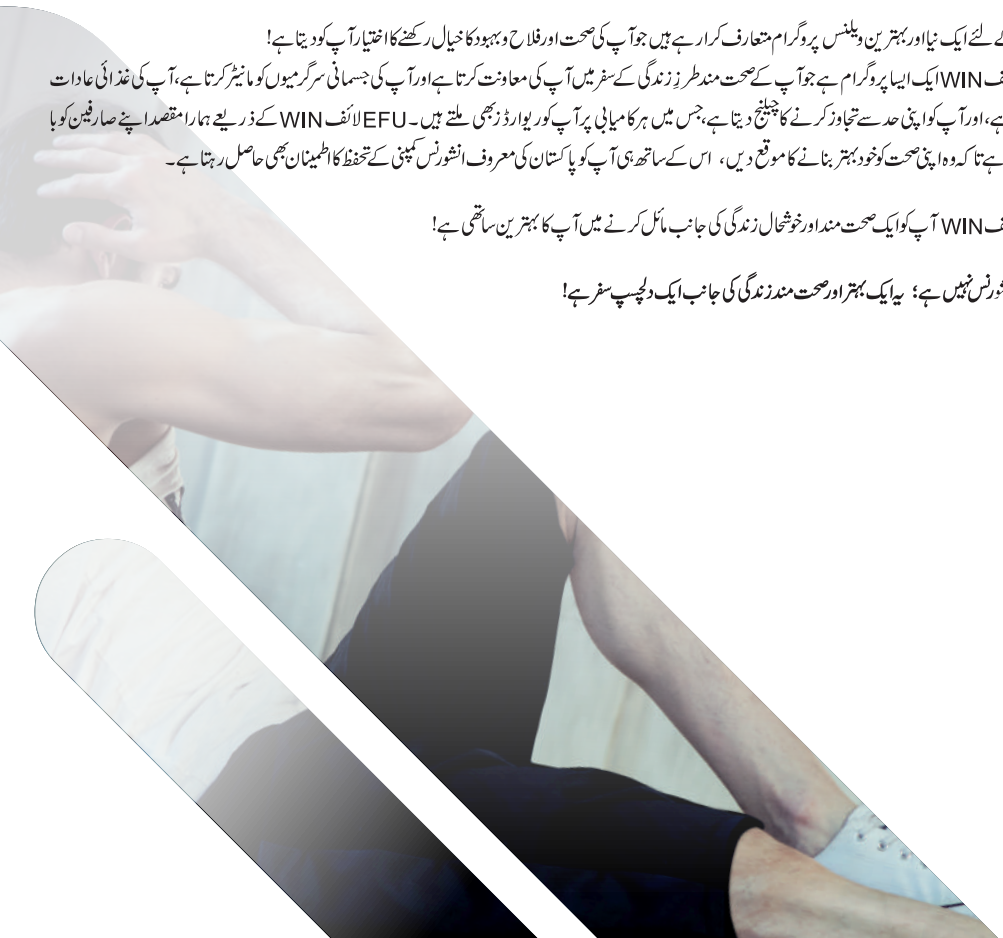 لئے ایک نیا اور بہترین ویلنس پروگرام متعارف کرا رہے ہیں جو آپ کی صحت اور فلاح و بہبود کا خیال رکھنے کا اختیار آپ کو دیتا ہے!
WIN ایک ایسا پروگرام ہے جو آپ کے صحت مند طرزِ زندگی کے سفر میں آپ کی معاونت کرتا ہے اور آپ کی جسمانی سرگرمیوں کو مانیٹر کرتا ہے، آپ کی غذائی عادات
ہے، اور آپ کو اپنی حد سے تجاوز کرنے کا چیلنج دیتا ہے، جس میں ہر کامیابی پر آپ کو ریوارڈز بھی ملتے ہیں۔ EFU لائف WIN کے ذریعے ہمارا مقصد اپنے صارفین کو با
ہے تاکہ وہ اپنی صحت کو خود بہتر بنانے کا موقع دیں، اس کے ساتھ ہی آپ کو پاکستان کی معروف انشورنس کمپنی کے تحفظ کا اطمینان بھی حاصل رہتا ہے۔
WIN آپ کو ایک صحت مند اور خوشحال زندگی کی جانب مائل کرنے میں آپ کا بہترین ساتھی ہے!
نہیں ہے؛ یہ ایک بہتر اور صحت مند زندگی کی جانب ایک دلچسپ سفر ہے!